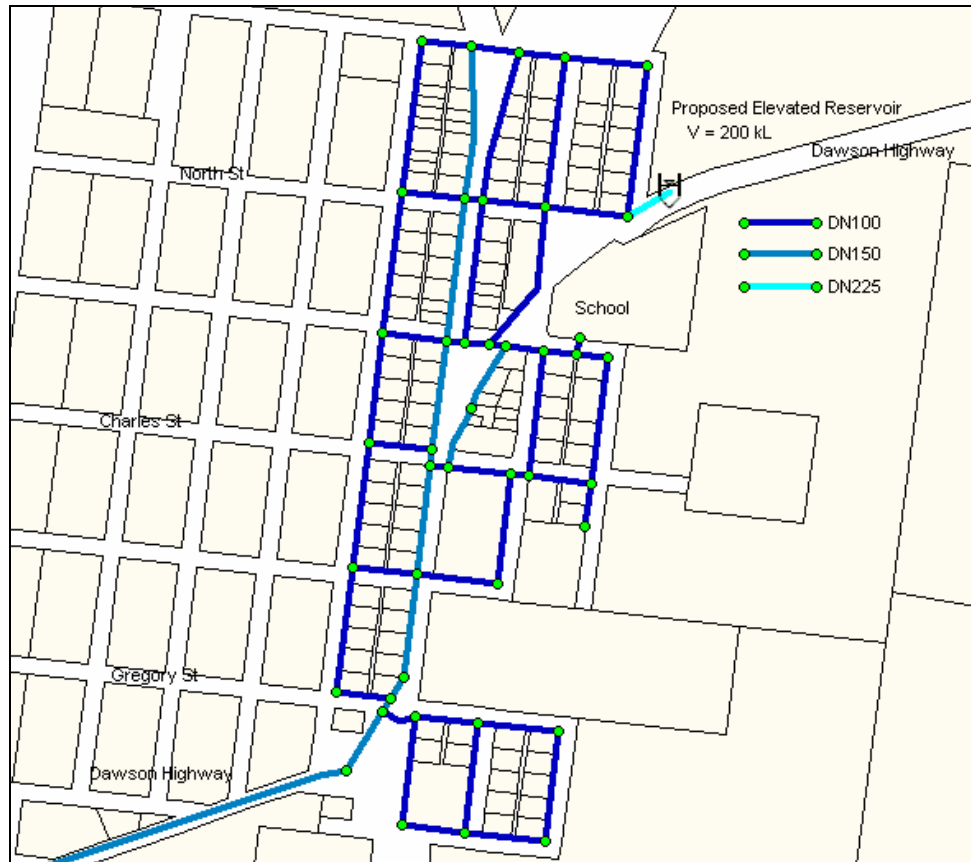 Proposed Elevated Reservoir
V = 200 kL
Dawson Highway
North St
DN100
DN150
DN225
School
Charles St
Gregory St
Dawson Highway